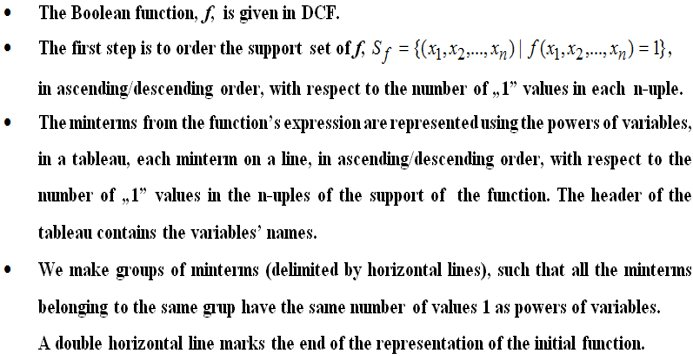 • The Boolean function, f, is given in DCF.
• The first step is to order the support set of f, S_f = {(x_1,x_2,...,x_n) | f(x_1,x_2,...,x_n) = 1},
in ascending/descending order, with respect to the number of „1” values in each n-uple.
• The minterms from the function’s expression are represented using the powers of variables,
in a tableau, each minterm on a line, in ascending/descending order, with respect to the
number of „1” values in the n-uples of the support of the function. The header of the
tableau contains the variables’ names.
• We make groups of minterms (delimited by horizontal lines), such that all the minterms
belonging to the same grup have the same number of values 1 as powers of variables.
A double horizontal line marks the end of the representation of the initial function.